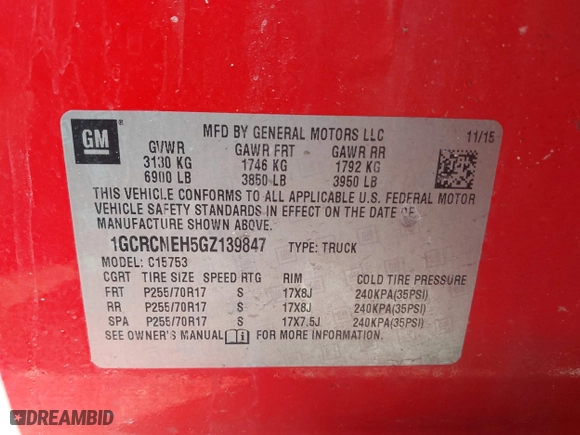 GM
MFD BY GENERAL MOTORS LLC 11/15
GVWR GAWR FRT GAWR RR
3130 KG 1746 KG 1792 KG
6900 LB 3850 LB 3950 LB
THIS VEHICLE CONFORMS TO ALL APPLICABLE U.S. FEDERAL MOTOR
VEHICLE SAFETY STANDARDS IN EFFECT ON THE DATE OF
MANUFACTURE SHOWN ABOVE.
1GCRCNEH5GZ139847 TYPE: TRUCK
MODEL: C15753
CGRT TIRE SIZE SPEED RTG RIM COLD TIRE PRESSURE
FRT P255/70R17 S 17X8J 240KPA(35PSI)
RR P255/70R17 S 17X8J 240KPA(35PSI)
SPA P255/70R17 S 17X7.5J 240KPA(35PSI)
SEE OWNER'S MANUAL FOR MORE INFORMATION.
DREAMBID